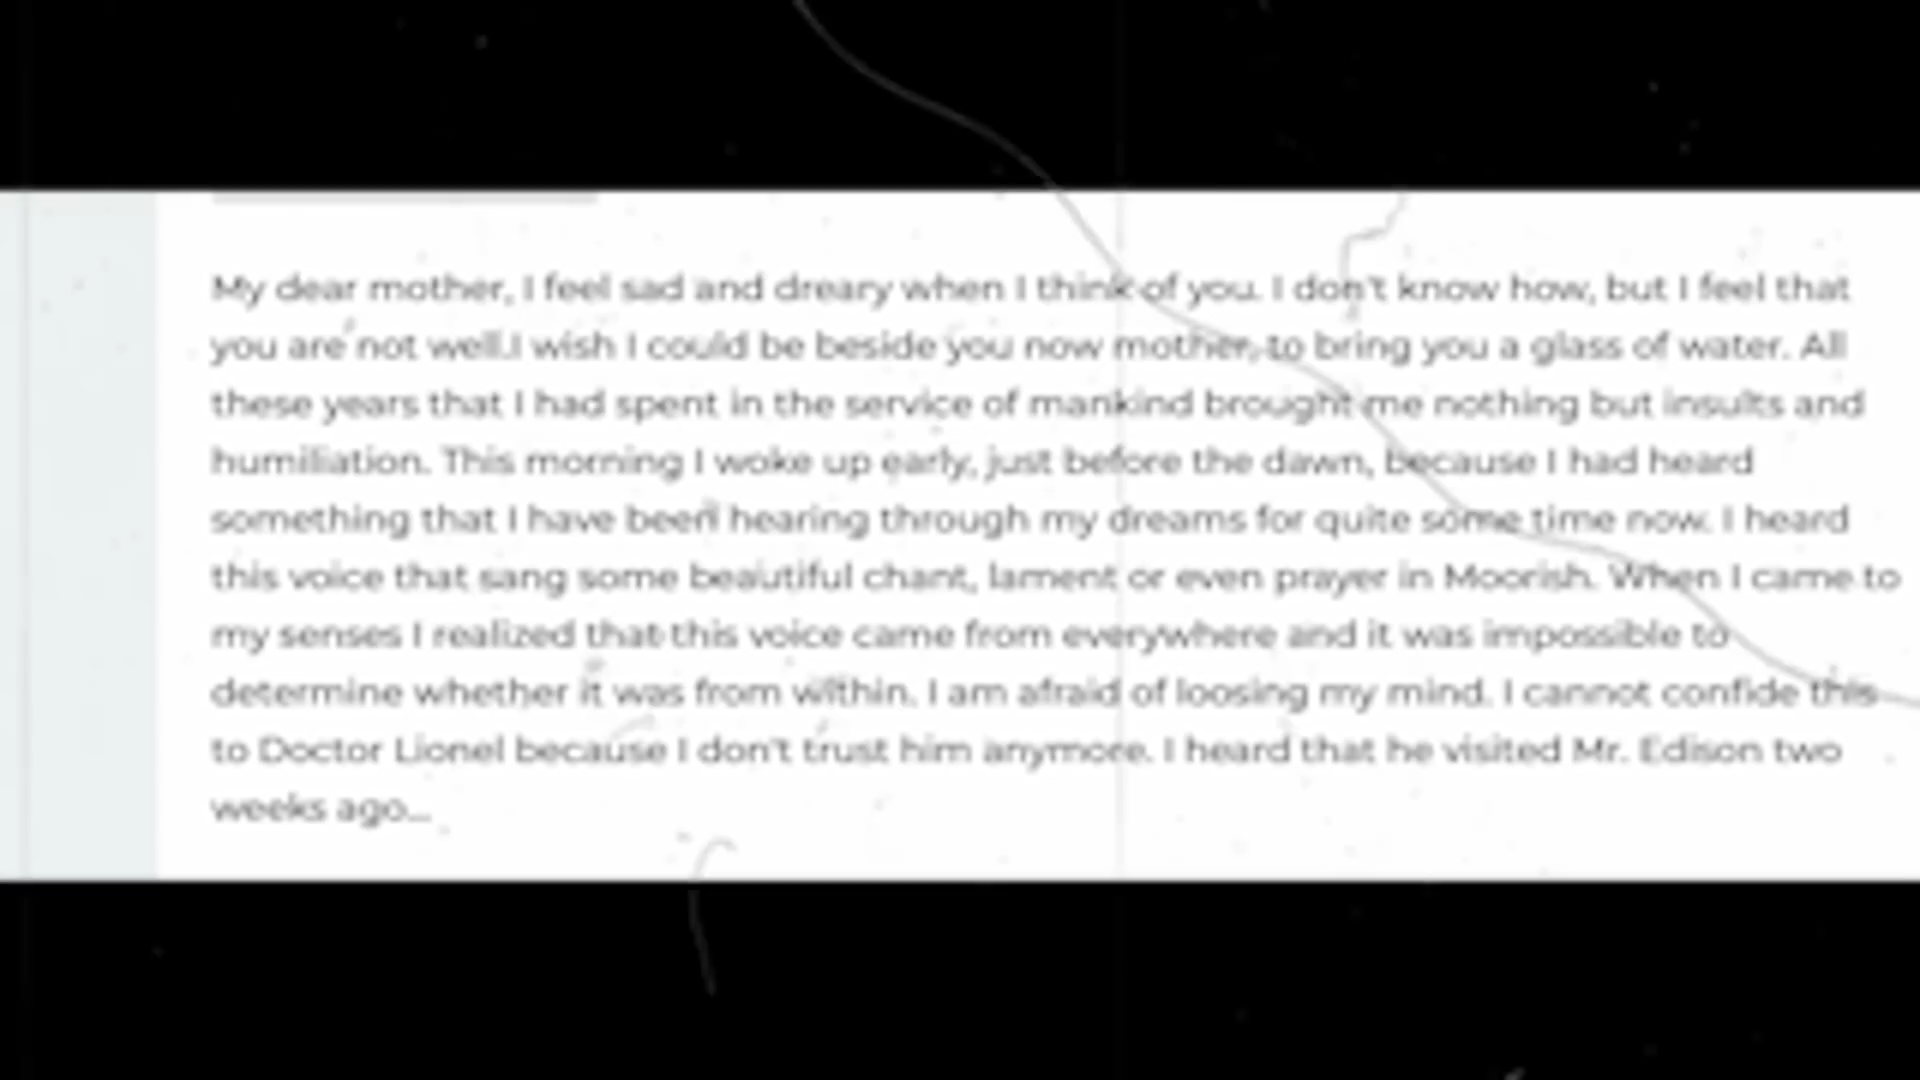 My dear mother, I feel sad and dreary when I think of you. I don't know how, but I feel that
you are not well.I wish I could be beside you now mother, to bring you a glass of water. All
these years that I had spent in the service of mankind brought me nothing but insults and
humiliation. This morning I woke up early, just before the dawn, because I had heard
something that I have been hearing through my dreams for quite some time now. I heard
this voice that sang some beautiful chant, lament or even prayer in Moorish. When I came to
my senses I realized that this voice came from everywhere and it was impossible to
determine whether it was from within. I am afraid of loosing my mind. I cannot confide this
to Doctor Lionel because I don't trust him anymore. I heard that he visited Mr. Edison two
weeks ago...